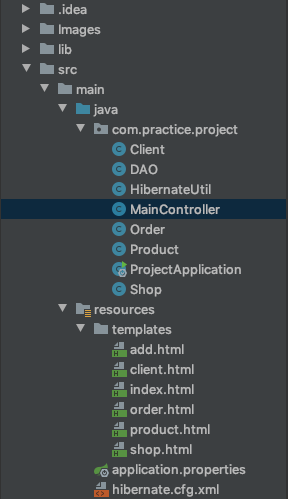 .idea
Images
lib
src
main
java
com.practice.project
Client
DAO
HibernateUtil
MainController
Order
Product
ProjectApplication
Shop
resources
templates
add.html
client.html
index.html
order.html
product.html
shop.html
application.properties
hibernate.cfg.xml